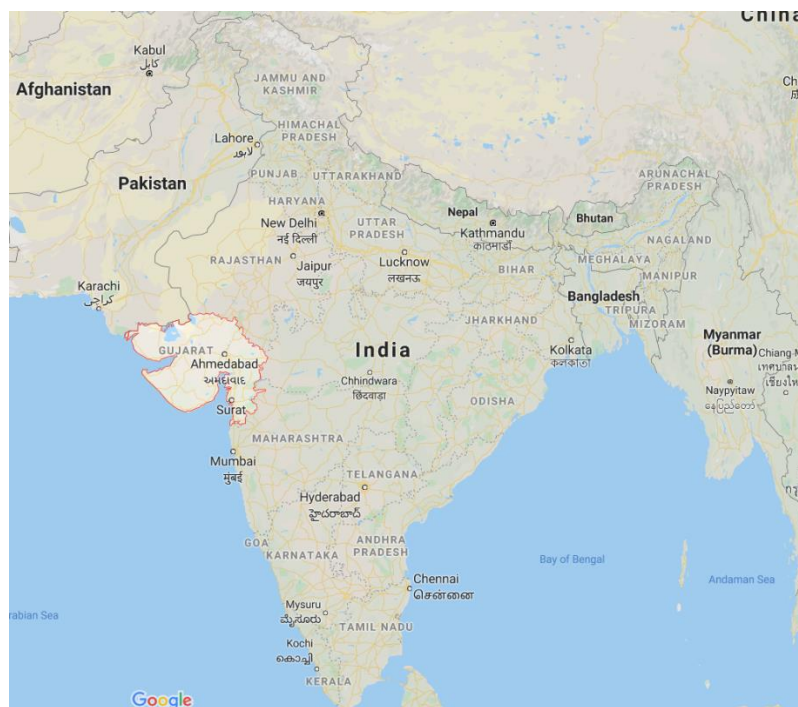 China
Kabul
کابل
Afghanistan
JAMMU AND
KASHMIR
HIMACHAL
PRADESH
Lahore
لاہور
PUNJAB
UTTARAKHAND
Pakistan
ARUNACHAL
PRADESH
HARYANA
New Delhi
नई दिल्ली
UTTAR
PRADESH
Nepal
Kathmandu
काठमाडौँ
Bhutan
NAGALAND
RAJASTHAN
Jaipur
जयपुर
Lucknow
लखनऊ
BIHAR
MEGHALAYA
MANIPUR
Karachi
کراچی
Bangladesh
TRIPURA
MIZORAM
JHARKHAND
GUJARAT
Ahmedabad
અમદાવાદ
India
Kolkata
কলকাতা
Myanmar
(Burma)
Chhindwara
छिंदवाड़ा
Naypyitaw
နေပြည်တော်
Surat
ODISHA
MAHARASHTRA
Mumbai
मुंबई
TELANGANA
Hyderabad
హైదరాబాద్
GOA
KARNATAKA
ANDHRA
PRADESH
Bay of Bengal
Chennai
சென்னை
Andaman Sea
Mysuru
ಮೈಸೂರು
TAMIL NADU
Kochi
കൊച്ചി
KERALA
rabian Sea
Google